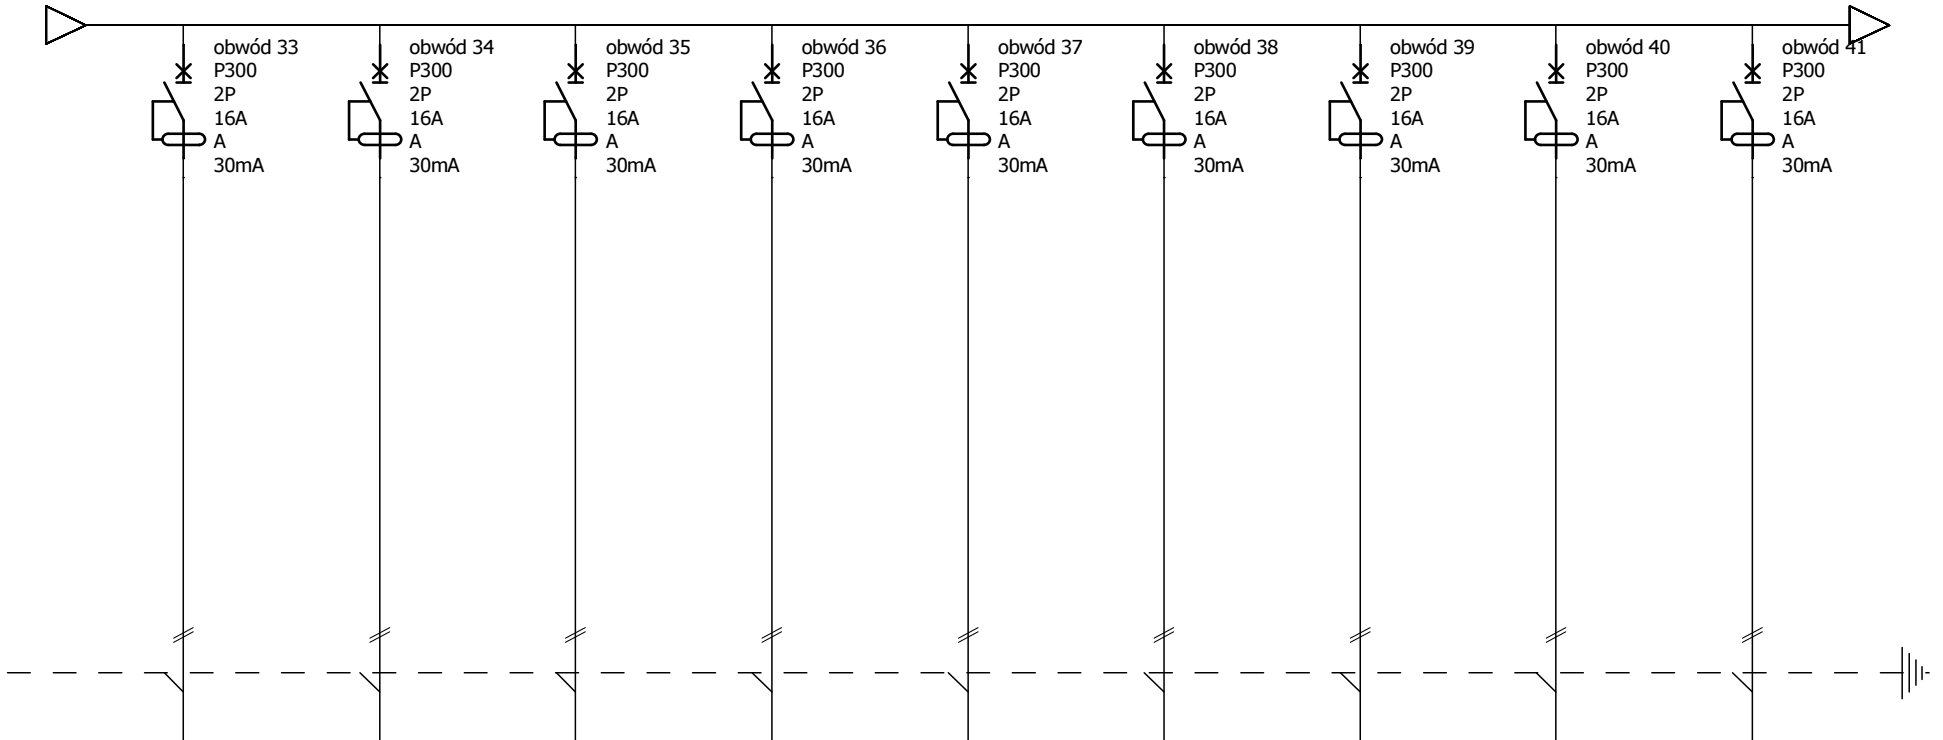 obwód 33
P300
2P
16A
A
30mA
obwód 34
P300
2P
16A
A
30mA
obwód 35
P300
2P
16A
A
30mA
obwód 36
P300
2P
16A
A
30mA
obwód 37
P300
2P
16A
A
30mA
obwód 38
P300
2P
16A
A
30mA
obwód 39
P300
2P
16A
A
30mA
obwód 40
P300
2P
16A
A
30mA
obwód 41
P300
2P
16A
A
30mA